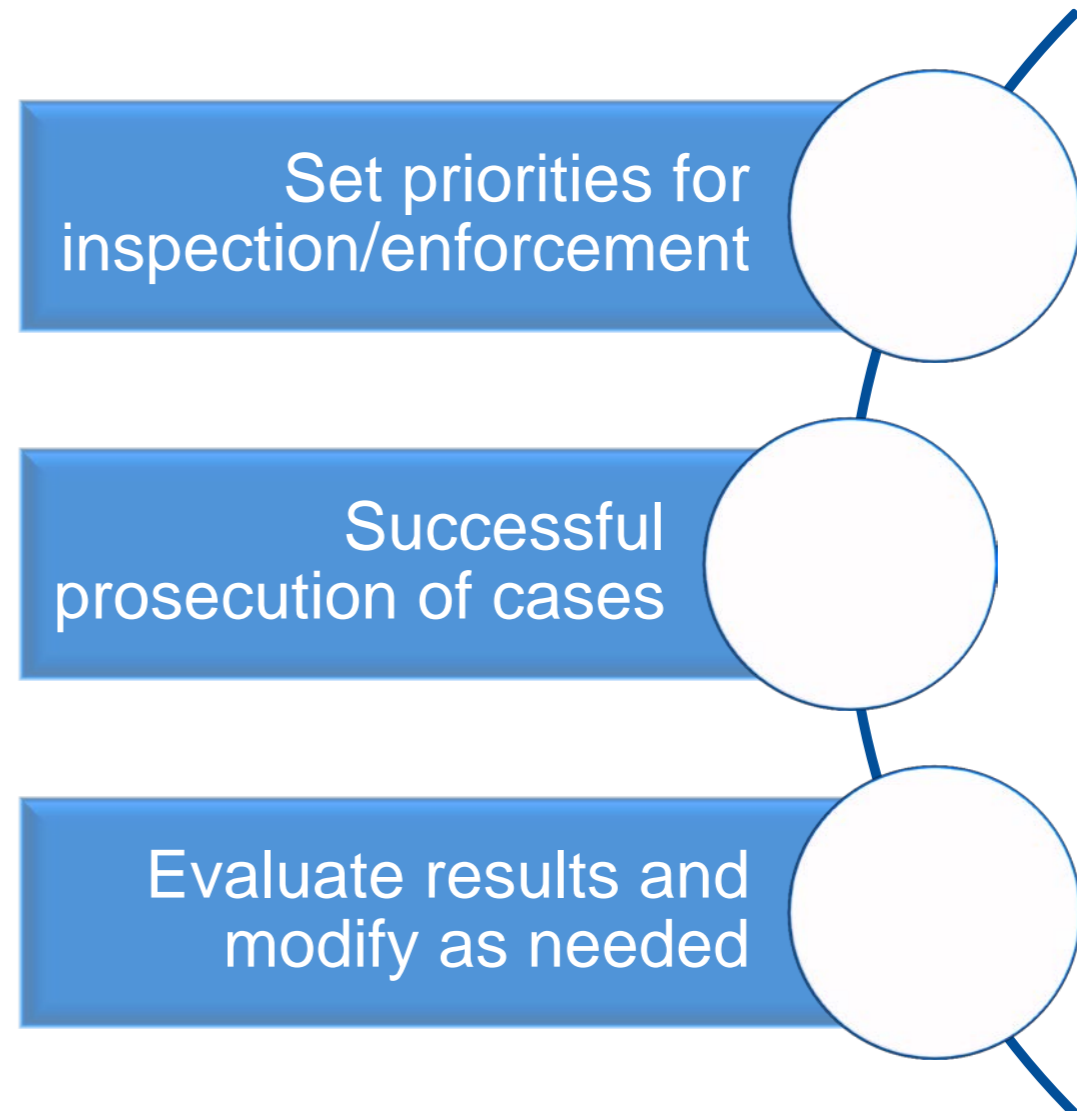 Set priorities for
inspection/enforcement
Successful
prosecution of cases
Evaluate results and
modify as needed